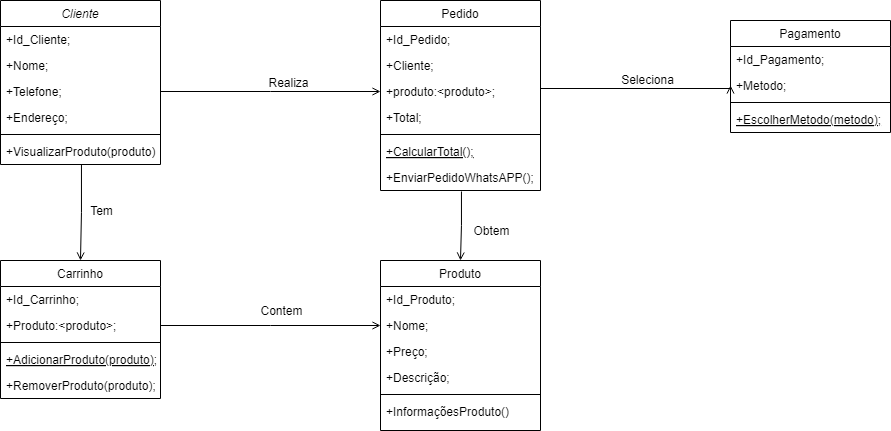 Cliente
+Id_Cliente;
+Nome;
+Telefone;
+Endereço;
+VisualizarProduto(produto)
Realiza
Pedido
+Id_Pedido;
+Cliente;
+produto:<produto>;
+Total;
+CalcularTotal();
+EnviarPedidoWhatsAPP();
Seleciona
Pagamento
+Id_Pagamento;
+Metodo;
+EscolherMetodo(metodo);
Tem
Obtem
Carrinho
+Id_Carrinho;
+Produto:<produto>;
+AdicionarProduto(produto);
+RemoverProduto(produto);
Contem
Produto
+Id_Produto;
+Nome;
+Preço;
+Descrição;
+InformaçõesProduto()